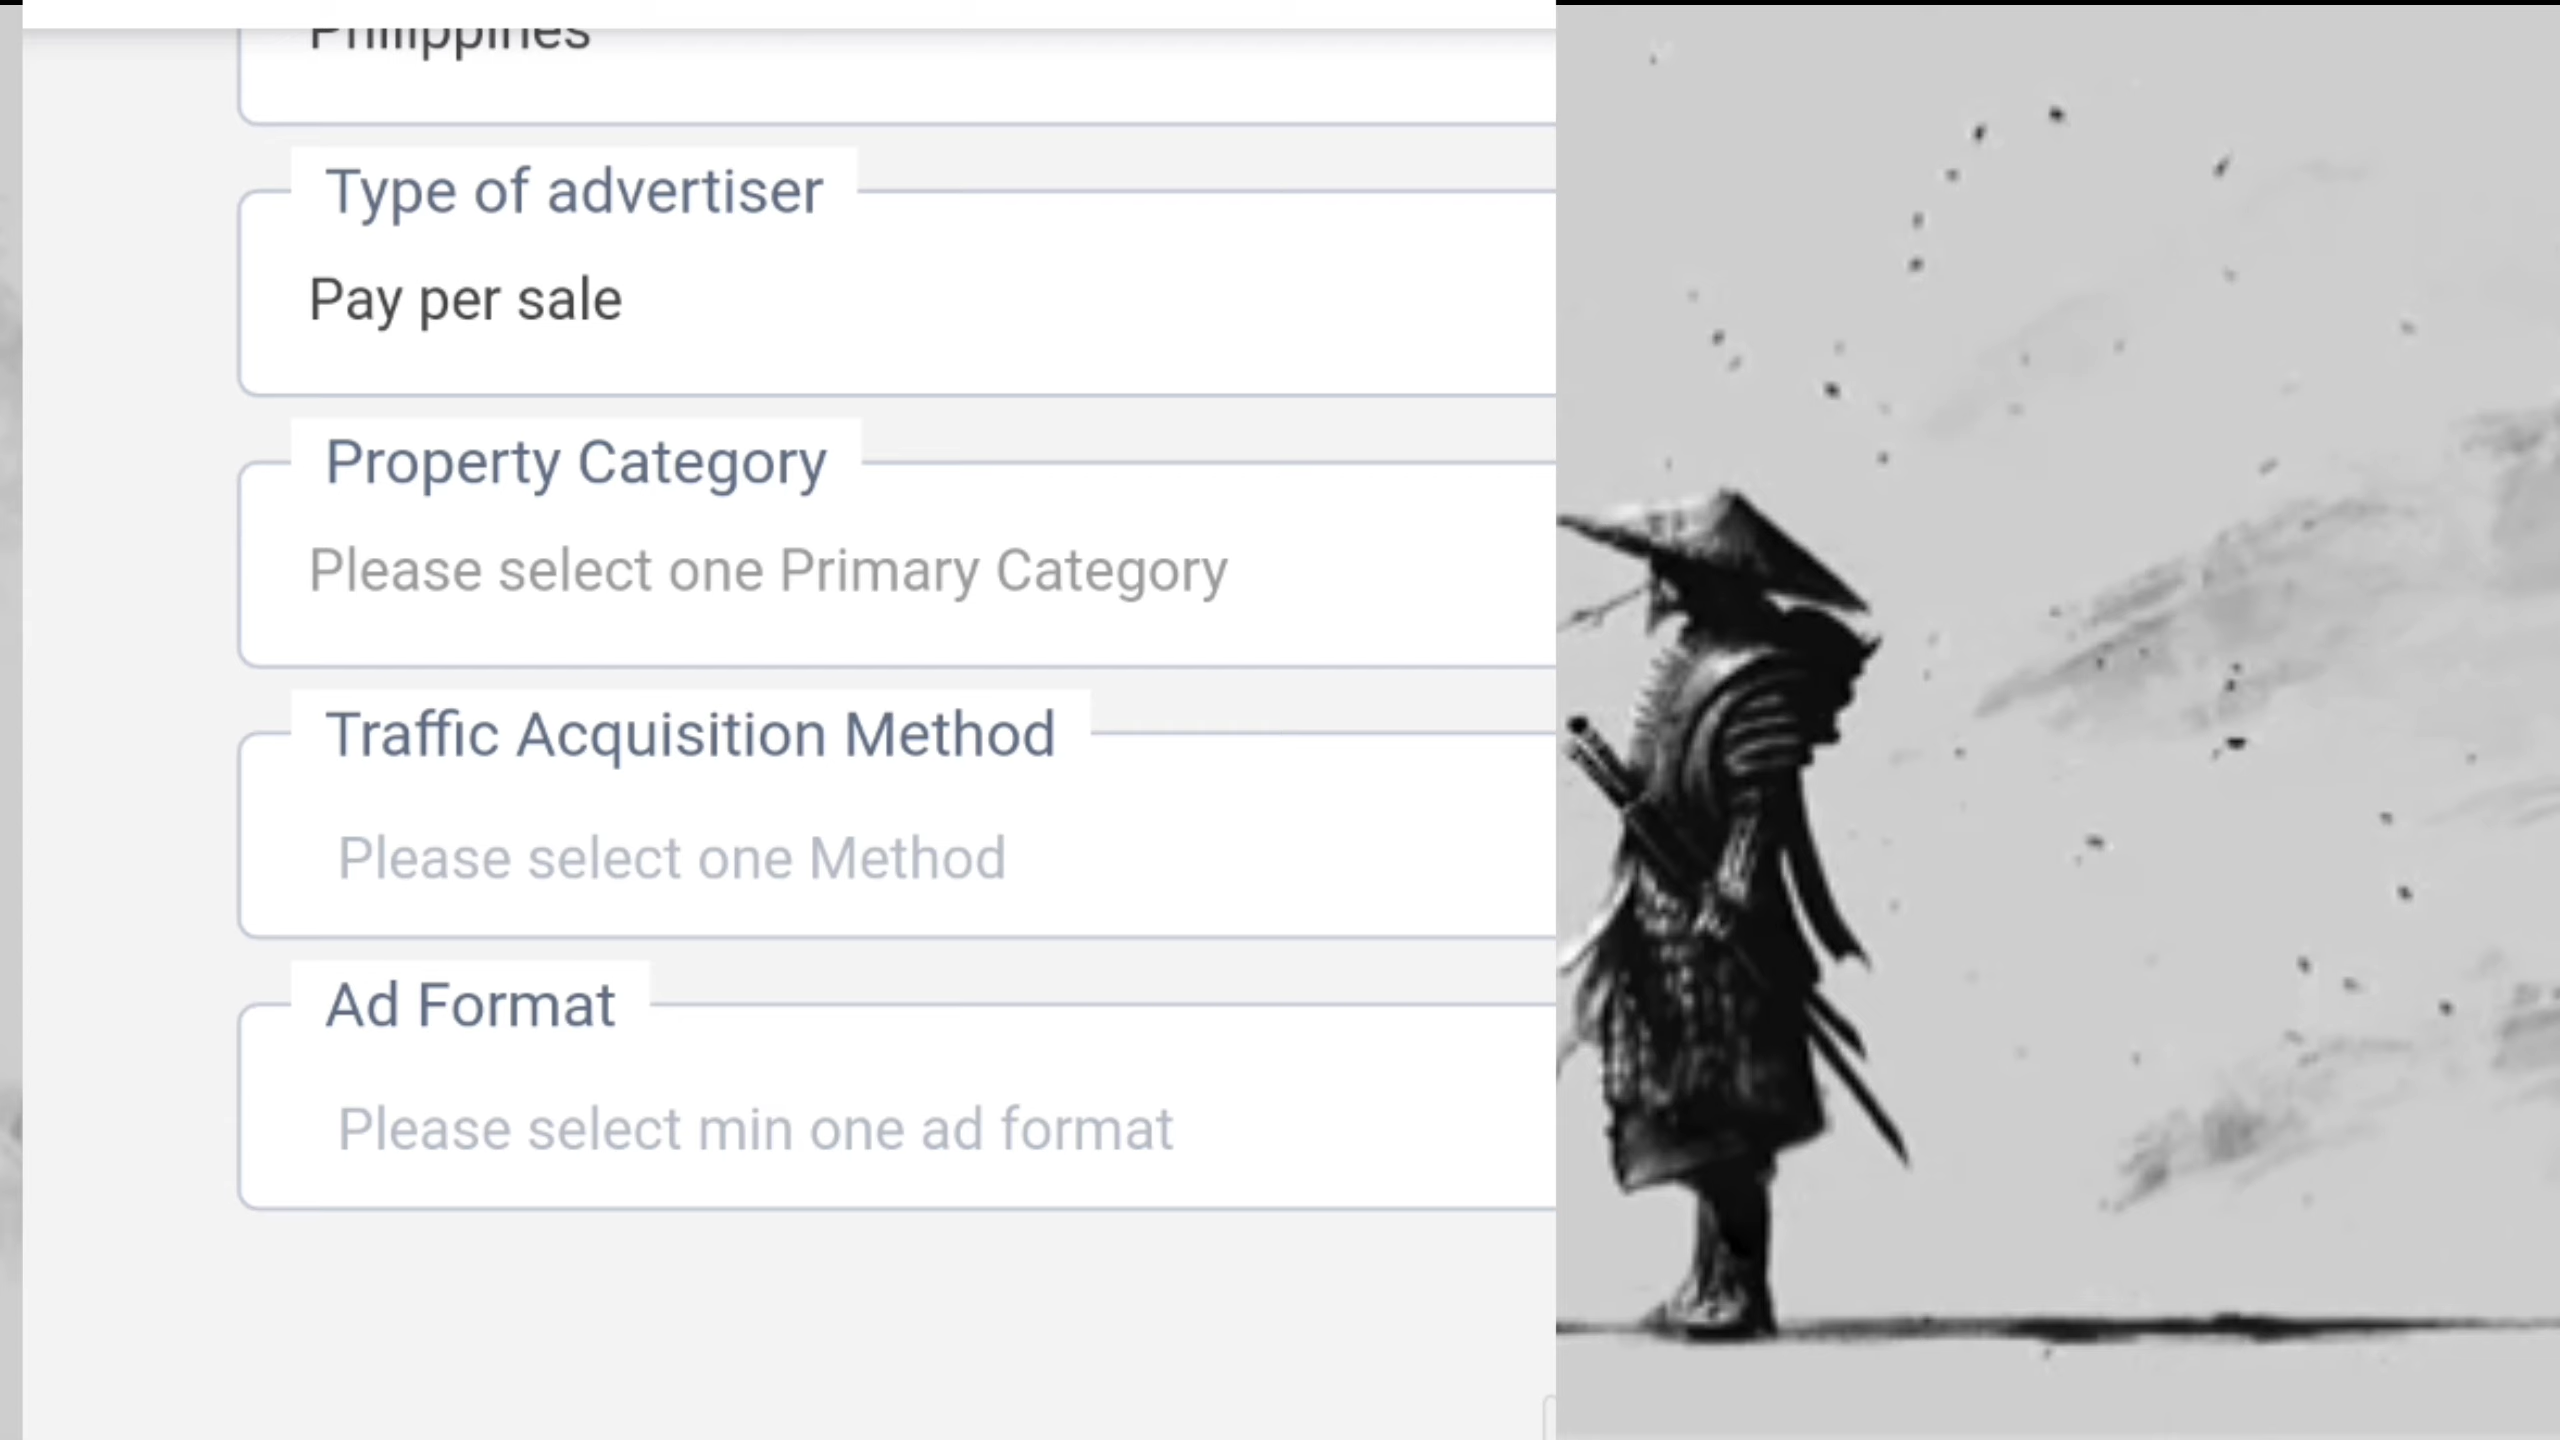 Philippines
Type of advertiser
Pay per sale
Property Category
Please select one Primary Category
Traffic Acquisition Method
Please select one Method
Ad Format
Please select min one ad format